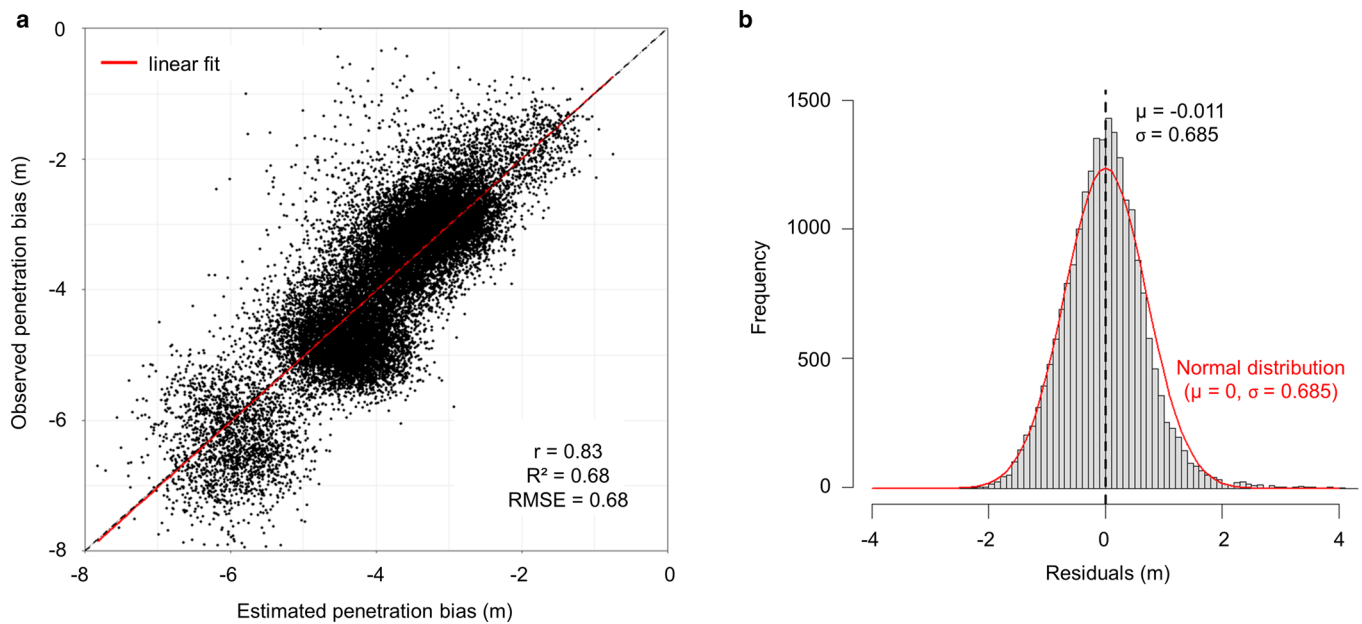 a
0
-2
-4
-6
-8
Observed penetration bias (m)
linear fit
r = 0.83
R² = 0.68
RMSE = 0.68
-8
-6
-4
-2
0
Estimated penetration bias (m)
b
1500
1000
500
0
Frequency
μ = -0.011
σ = 0.685
Normal distribution
(μ = 0, σ = 0.685)
-4
-2
0
2
4
Residuals (m)